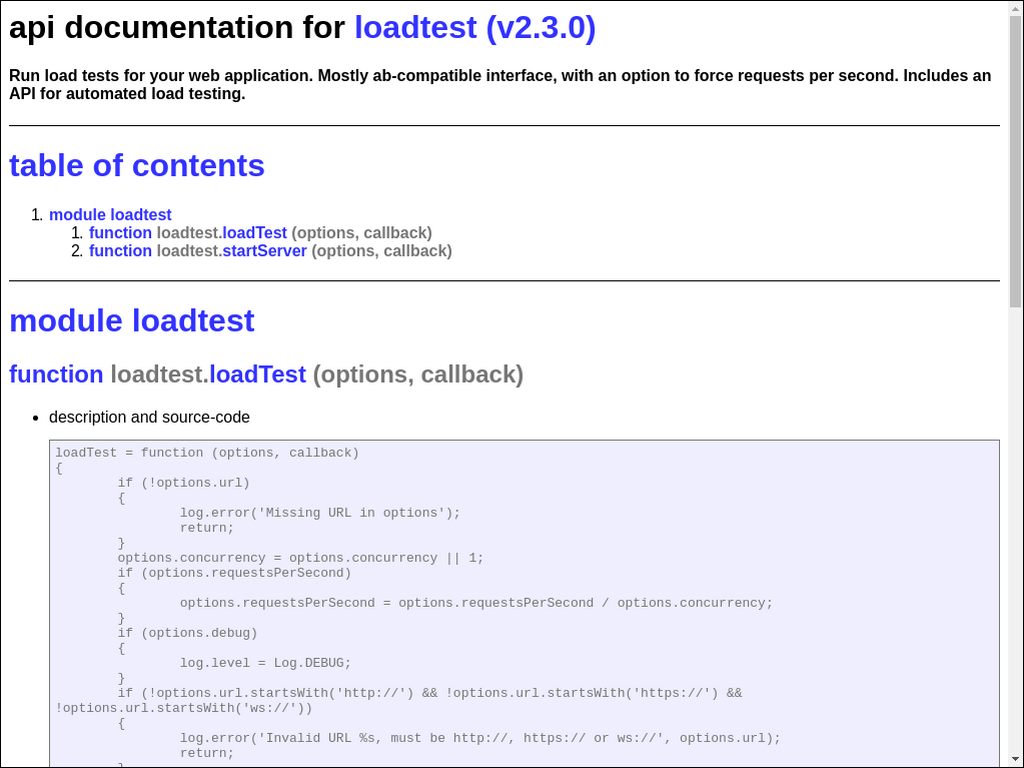 api documentation for loadtest (v2.3.0)
Run load tests for your web application. Mostly ab-compatible interface, with an option to force requests per second. Includes an
API for automated load testing.
table of contents
1. module loadtest
1. function loadtest.loadTest (options, callback)
2. function loadtest.startServer (options, callback)
module loadtest
function loadtest.loadTest (options, callback)
• description and source-code
loadTest = function (options, callback)
{
        if (!options.url)
        {
                log.error('Missing URL in options');
                return;
        }
        options.concurrency = options.concurrency || 1;
        if (options.requestsPerSecond)
        {
                options.requestsPerSecond = options.requestsPerSecond / options.concurrency;
        }
        if (options.debug)
        {
                log.level = Log.DEBUG;
        }
        if (!options.url.startsWith('http://') && !options.url.startsWith('https://') &&
!options.url.startsWith('ws://'))
        {
                log.error('Invalid URL %s, must be http://, https:// or ws://', options.url);
                return;
        }